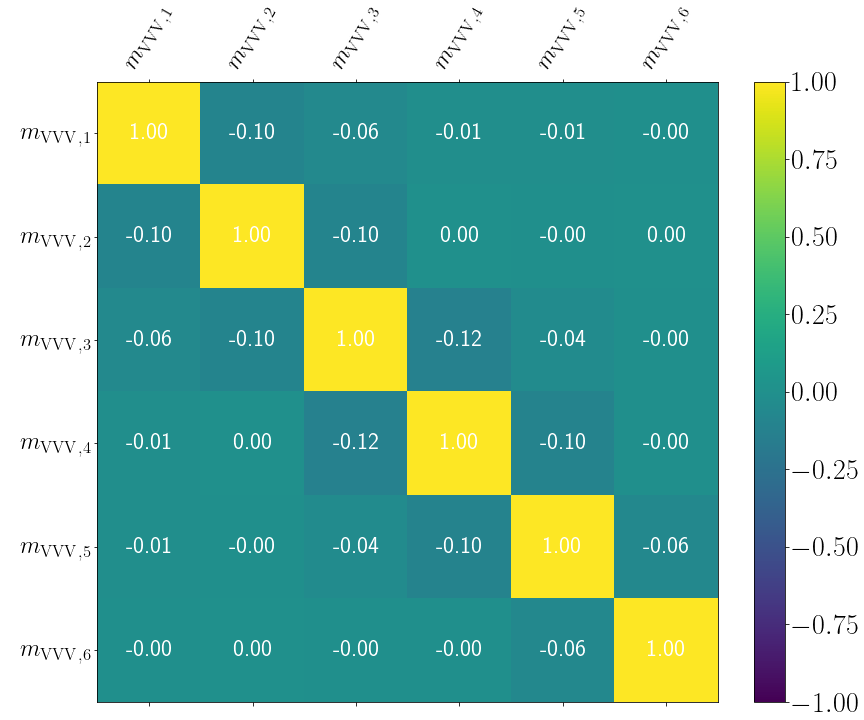 m_VVV,1 m_VVV,2 m_VVV,3 m_VVV,4 m_VVV,5 m_VVV,6
m_VVV,1 1.00 -0.10 -0.06 -0.01 -0.01 -0.00
m_VVV,2 -0.10 1.00 -0.10 0.00 -0.00 0.00
m_VVV,3 -0.06 -0.10 1.00 -0.12 -0.04 -0.00
m_VVV,4 -0.01 0.00 -0.12 1.00 -0.10 -0.00
m_VVV,5 -0.01 -0.00 -0.04 -0.10 1.00 -0.06
m_VVV,6 -0.00 0.00 -0.00 -0.00 -0.06 1.00
1.00
0.75
0.50
0.25
0.00
−0.25
−0.50
−0.75
−1.00